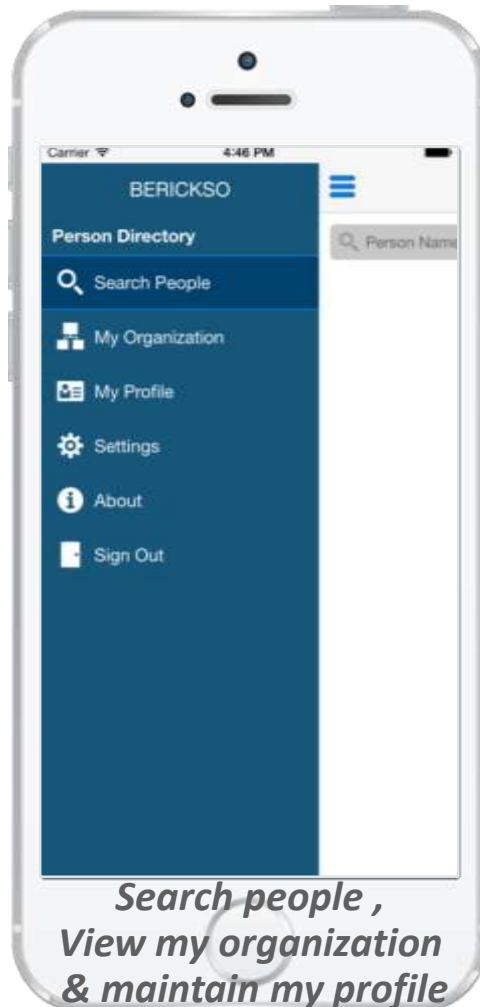 Carrier 4:46 PM
BERICKSO
Person Directory
Person Name
Search People
My Organization
My Profile
Settings
About
Sign Out
Search people ,
View my organization
& maintain my profile